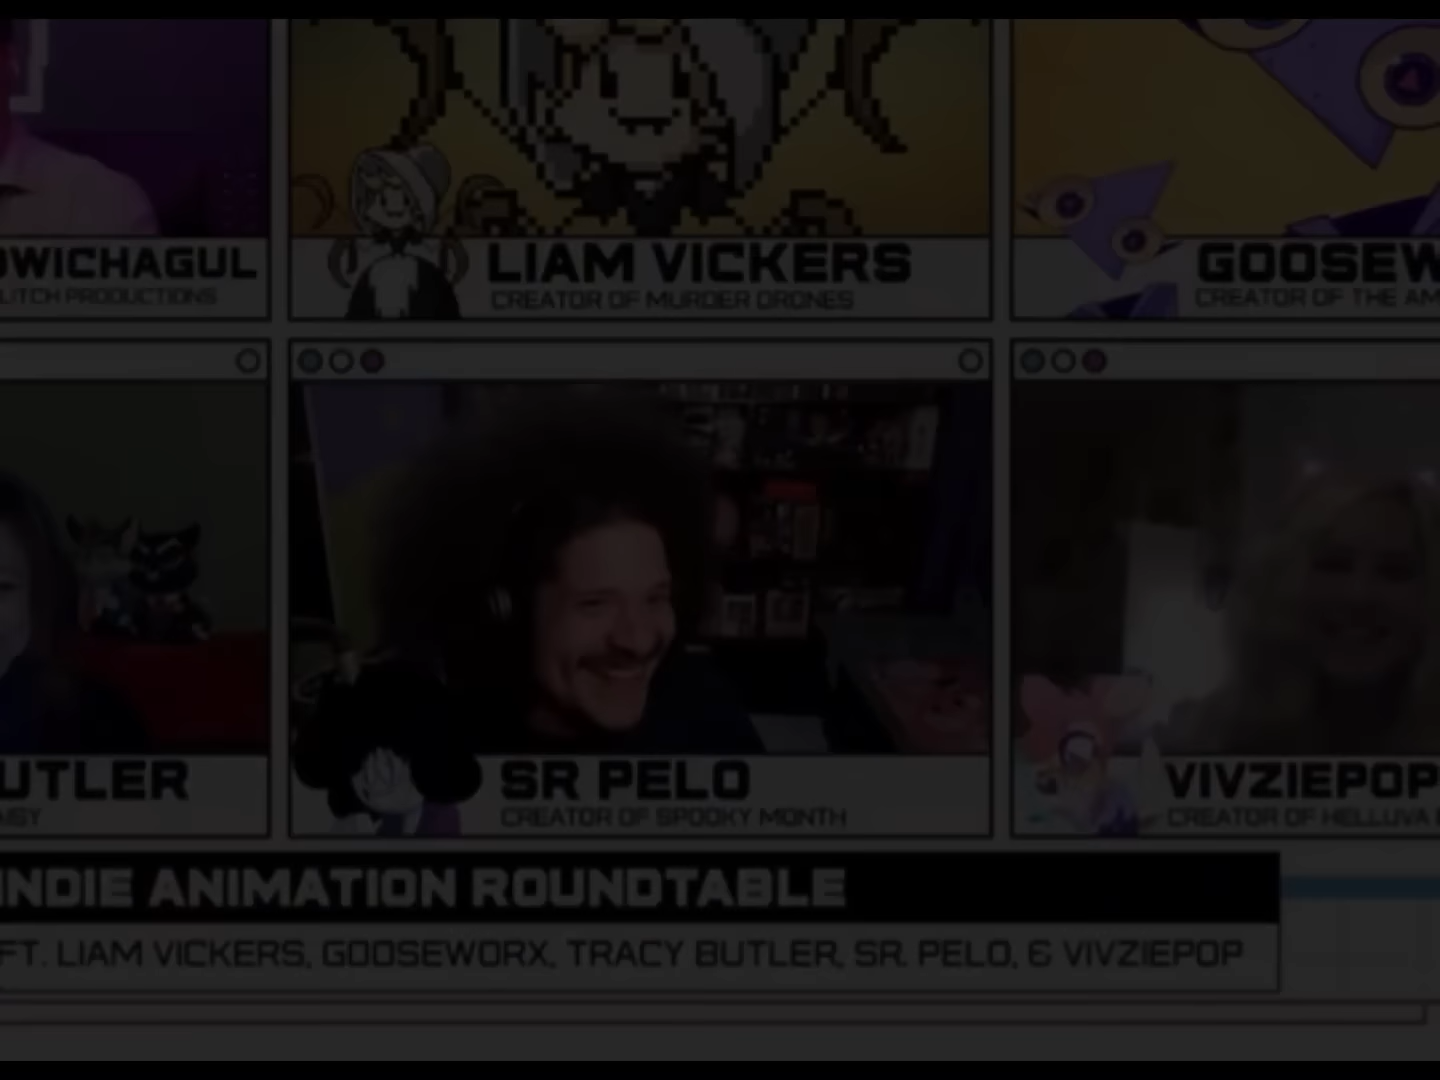 OWICHAGUL
LITCH PRODUCTIONS
LIAM VICKERS
CREATOR OF MURDER DRONES
GOOSEW
CREATOR OF THE AM
UTLER
SR PELO
CREATOR OF SPOOKY MONTH
VIVZIEPOP
CREATOR OF HELLUVA
INDIE ANIMATION ROUNDTABLE
FT. LIAM VICKERS, GOOSEWORX, TRACY BUTLER, SR. PELO, & VIVZIEPOP